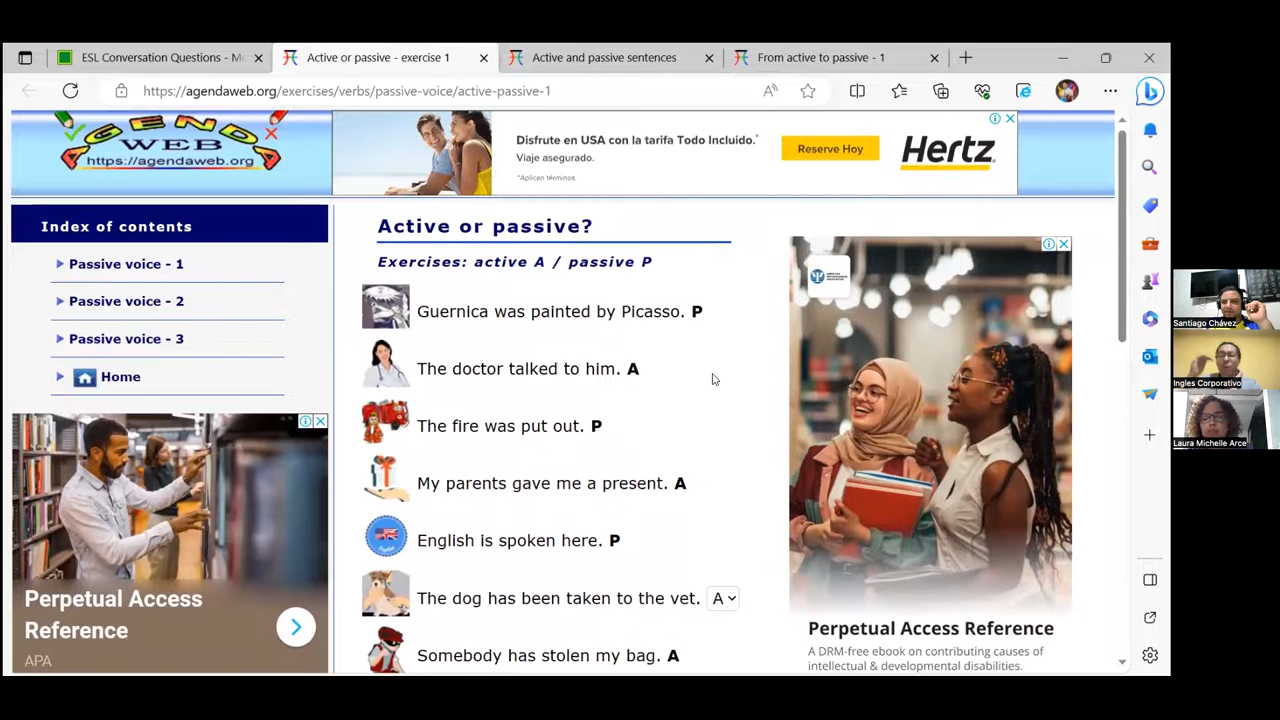 ESL Conversation Questions - M
Active or passive - exercise 1
Active and passive sentences
From active to passive - 1
https://agendaweb.org/exercises/verbs/passive-voice/active-passive-1
AGENDA
WEB
https://agendaweb.org
Disfrute en USA con la tarifa Todo Incluido.*
Viaje asegurado.
*Aplican términos.
Reserve Hoy
Hertz
Index of contents
Passive voice - 1
Passive voice - 2
Passive voice - 3
Home
Perpetual Access
Reference
APA
Active or passive?
Exercises: active A / passive P
Guernica was painted by Picasso. P
The doctor talked to him. A
The fire was put out. P
My parents gave me a present. A
English is spoken here. P
The dog has been taken to the vet. A
Somebody has stolen my bag. A
Perpetual Access Reference
A DRM-free ebook on contributing causes of
intellectual & developmental disabilities.
Santiago Chávez
Ingles Corporativo
Laura Michelle Arce